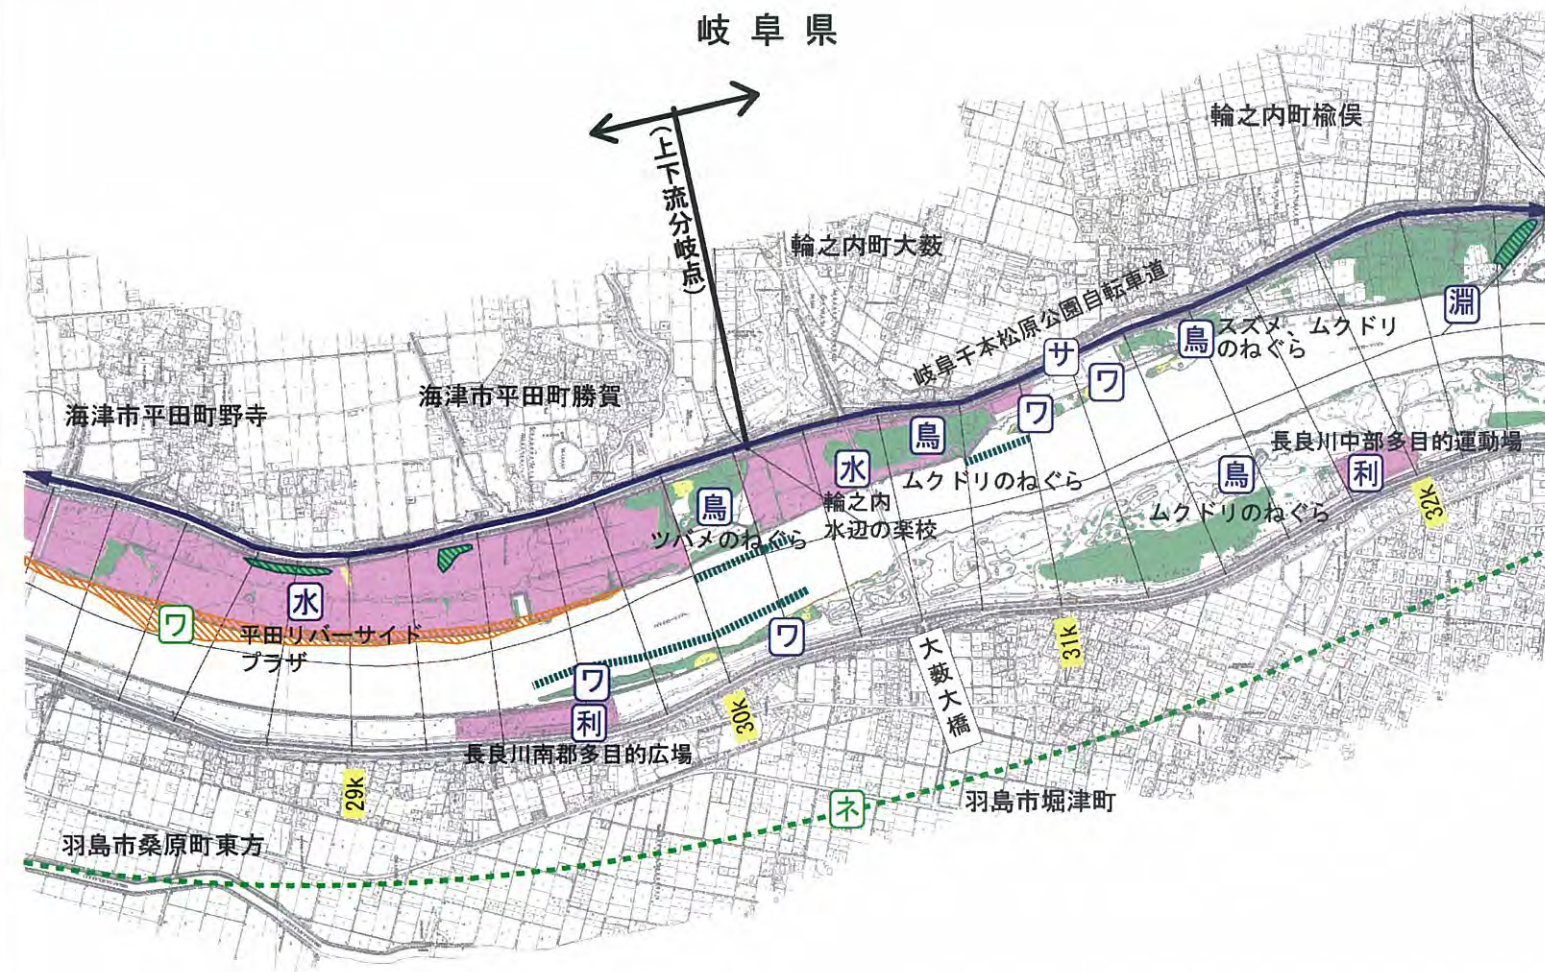 岐阜県
輪之内町楡俣
(上下流分岐点)
輪之内町大薮
岐阜千本松原公園自転車道
淵
鳥
スズメ、ムクドリ
のねぐら
サ
ワ
海津市平田町野寺
海津市平田町勝賀
ワ
鳥
ムクドリのねぐら
水
輪之内
水辺の楽校
長良川中部多目的運動場
利
鳥
ムクドリのねぐら
32k
鳥
ツバメのねぐら
水
平田リバーサイド
プラザ
ワ
ワ
31k
大薮大橋
ワ
利
30k
長良川南部多目的広場
29k
ネ
羽島市堀津町
羽島市桑原町東方